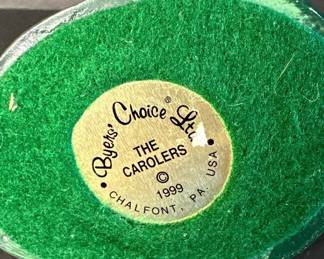 Byers' Choice® Ltd.
THE
CAROLERS
©
1999
• CHALFONT, PA. USA •